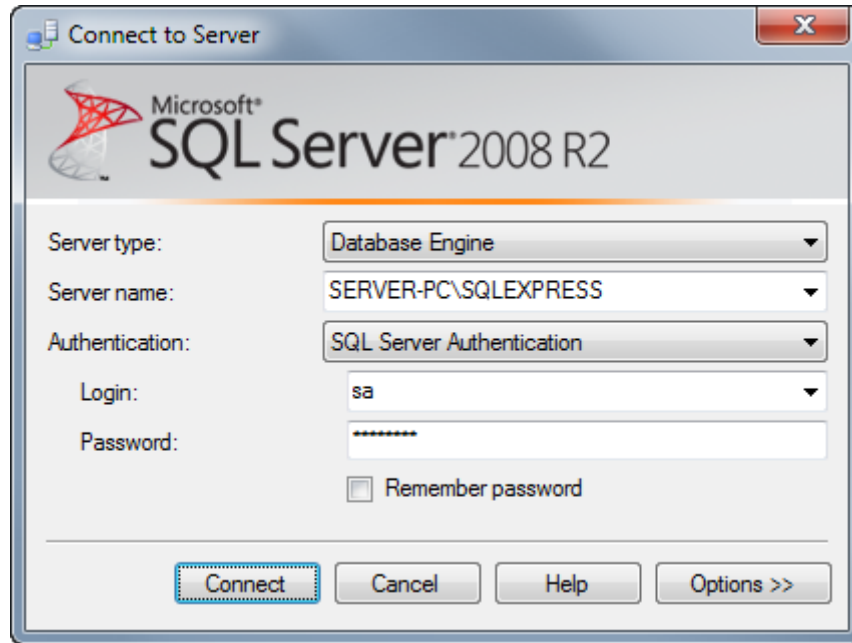 Connect to Server
Microsoft®
SQL Server® 2008 R2
Server type: Database Engine
Server name: SERVER-PC\SQLEXPRESS
Authentication: SQL Server Authentication
Login: sa
Password: ********
Remember password
Connect Cancel Help Options >>